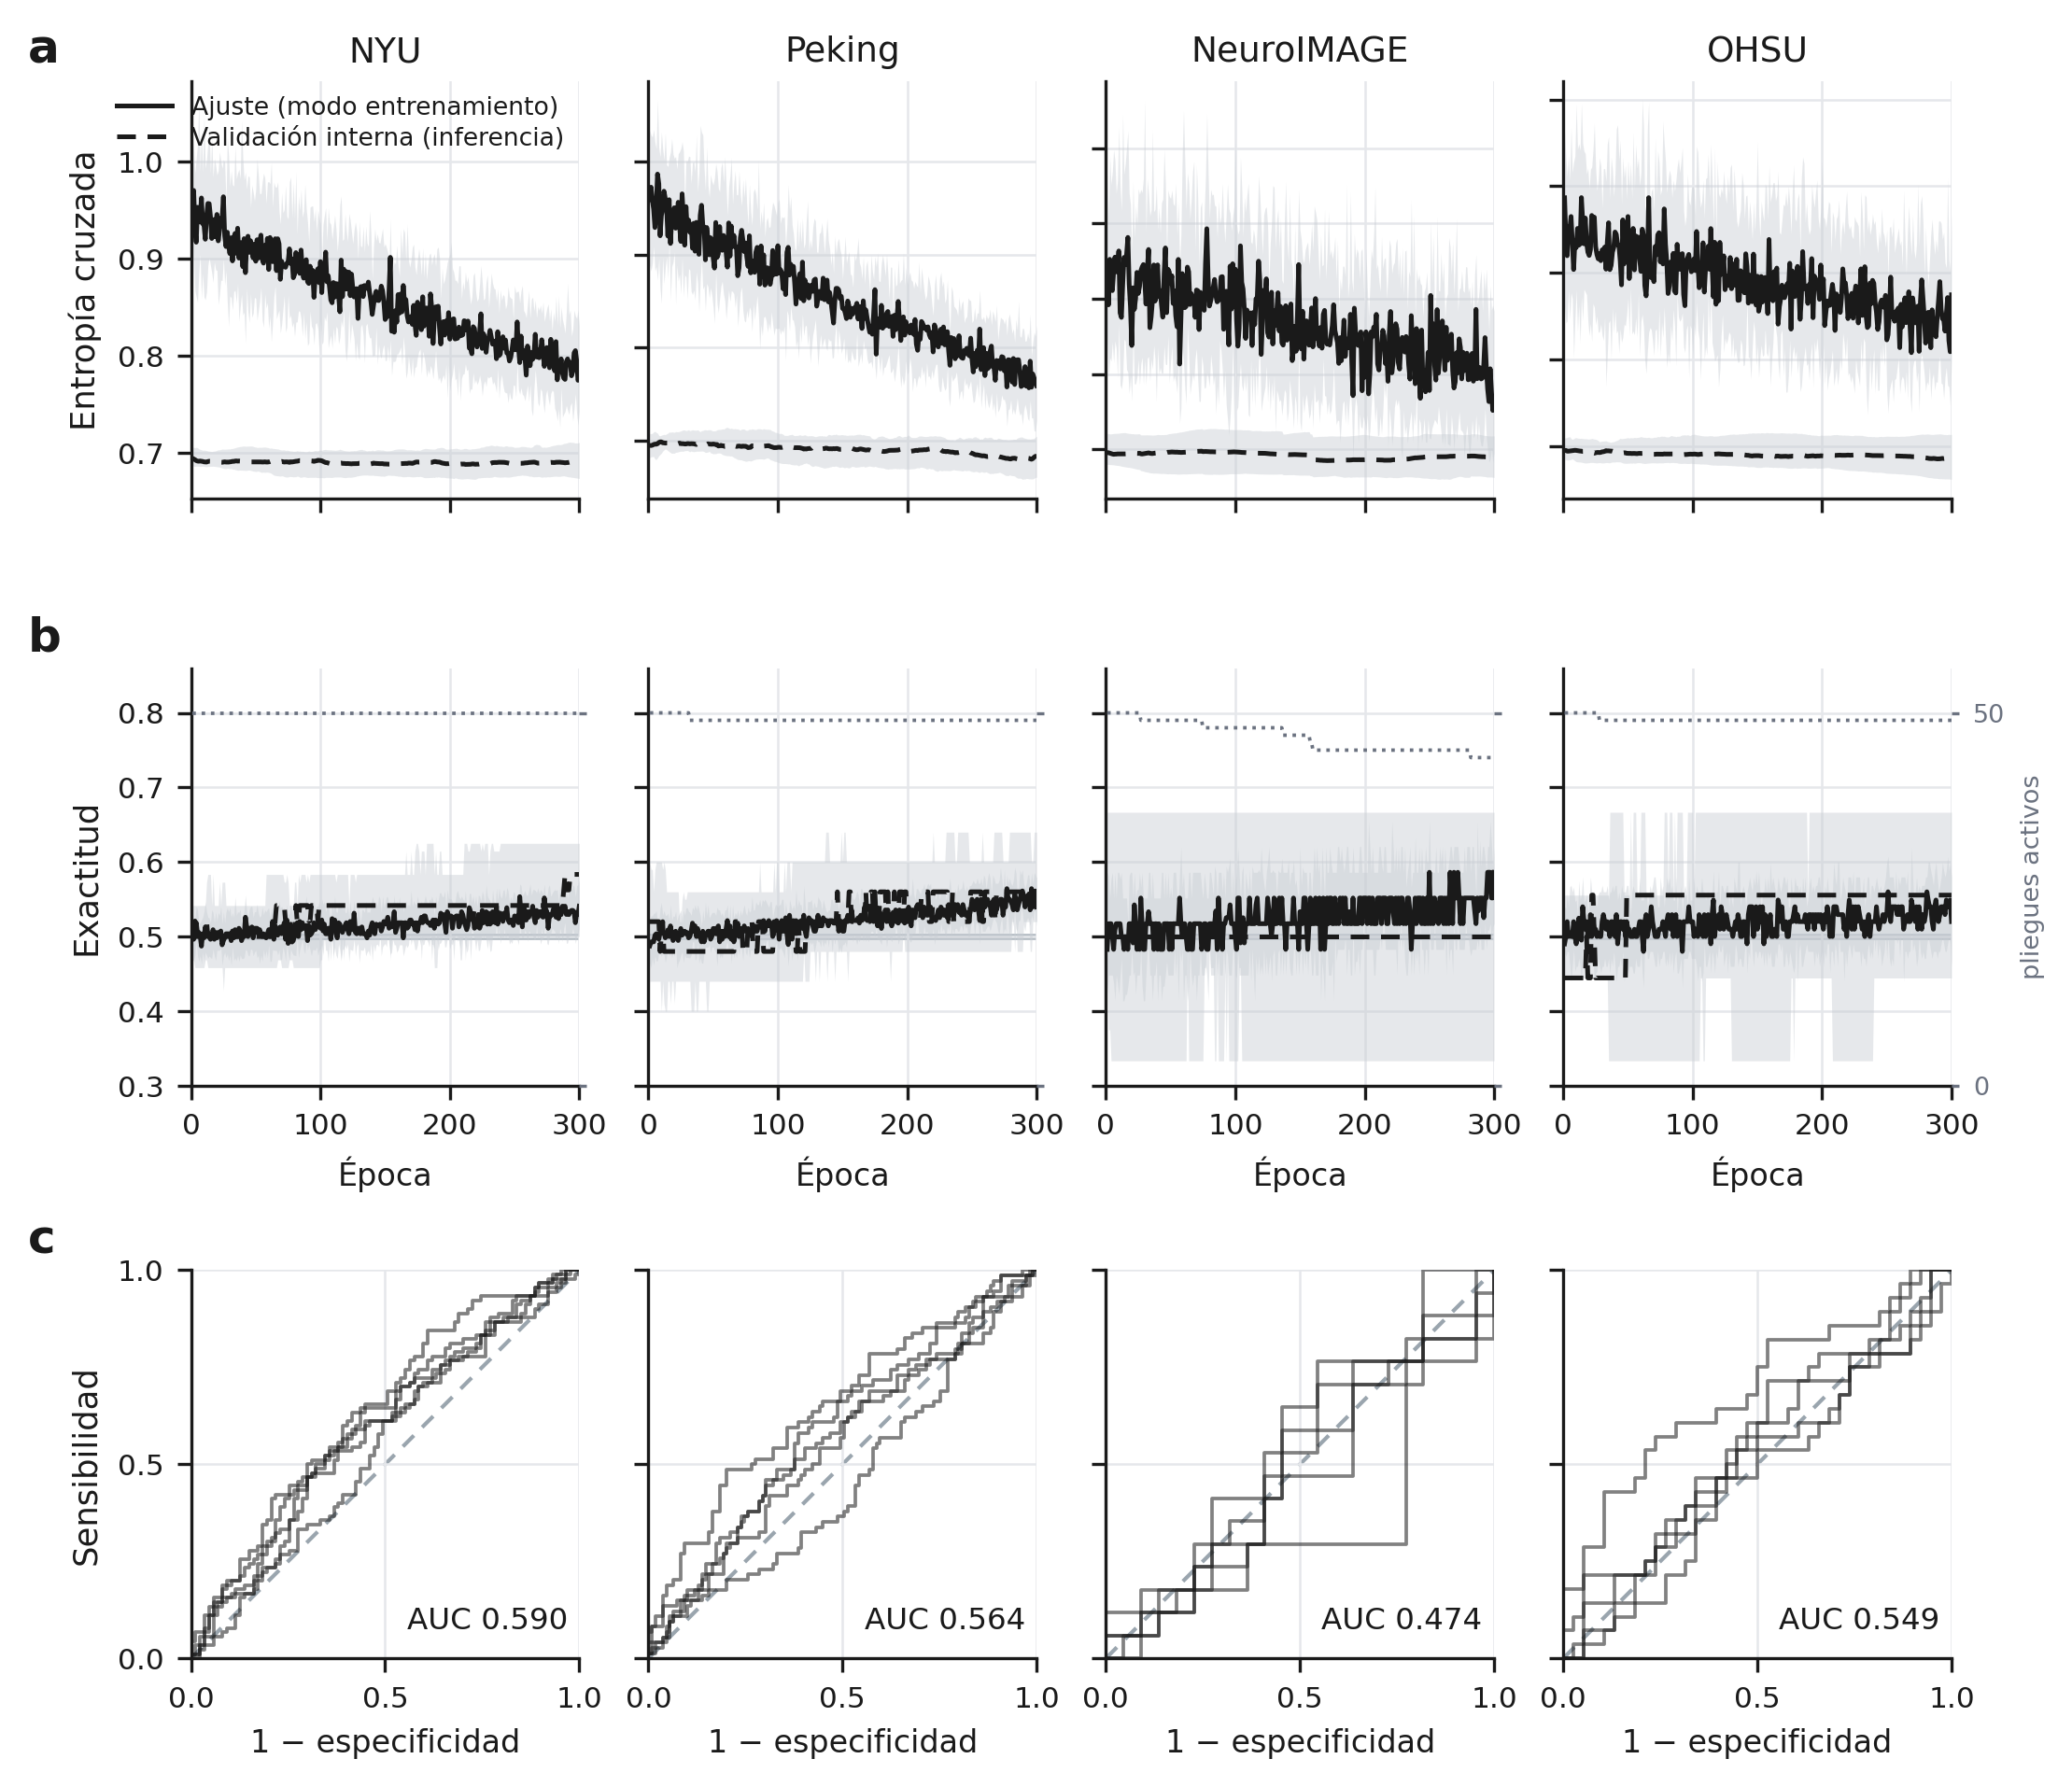 a
NYU Peking NeuroIMAGE OHSU
Ajuste (modo entrenamiento)
Validación interna (inferencia)
Entropía cruzada
1.0
0.9
0.8
0.7
b
Exactitud
0.8
0.7
0.6
0.5
0.4
0.3
50
0
pliegues activos
0 100 200 300 0 100 200 300 0 100 200 300 0 100 200 300
Época Época Época Época
c
Sensibilidad
1.0
0.5
0.0
AUC 0.590 AUC 0.564 AUC 0.474 AUC 0.549
0.0 0.5 1.0 0.0 0.5 1.0 0.0 0.5 1.0 0.0 0.5 1.0
1 − especificidad 1 − especificidad 1 − especificidad 1 − especificidad